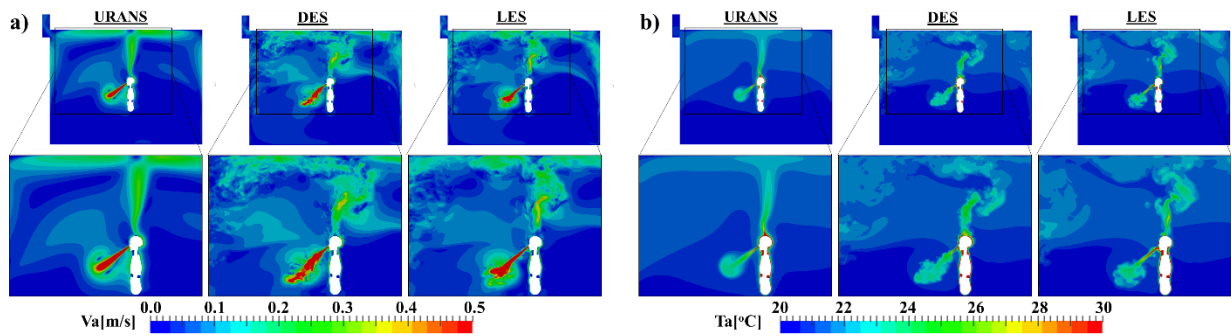 a) URANS DES LES
b) URANS DES LES
0.0 0.1 0.2 0.3 0.4 0.5
Va[m/s]
20 22 24 26 28 30
Ta[°C]